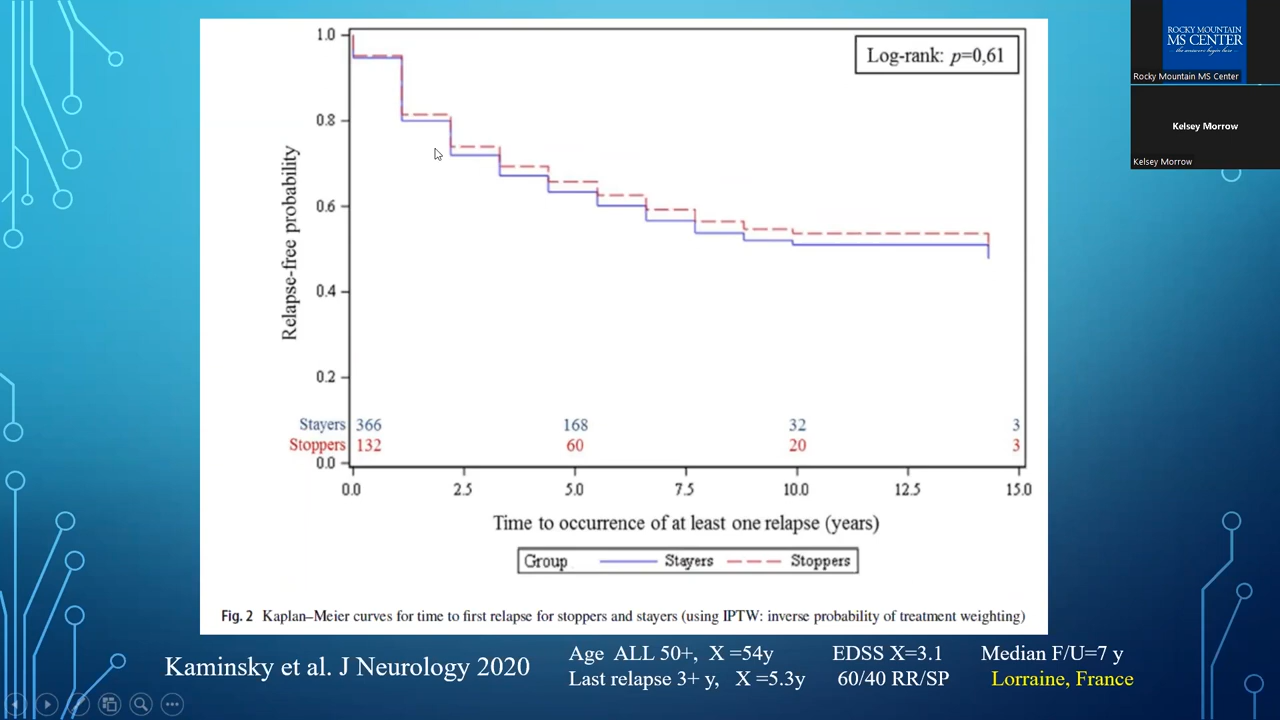 1.0
Log-rank: p=0,61
0.8
0.6
0.4
0.2
0.0
Relapse-free probability
Stayers 366 168 32 3
Stoppers 132 60 20 3
0.0 2.5 5.0 7.5 10.0 12.5 15.0
Time to occurrence of at least one relapse (years)
Group Stayers Stoppers
Fig. 2 Kaplan–Meier curves for time to first relapse for stoppers and stayers (using IPTW: inverse probability of treatment weighting)
Kaminsky et al. J Neurology 2020
Age ALL 50+, X =54y EDSS X=3.1 Median F/U=7 y
Last relapse 3+ y, X =5.3y 60/40 RR/SP Lorraine, France
ROCKY MOUNTAIN
MS CENTER
Rocky Mountain MS Center
Kelsey Morrow
Kelsey Morrow